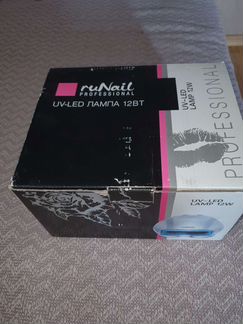 ruNail
PROFESSIONAL
UV-LED ЛАМПА 12ВТ
UV-LED
LAMP 12W
PROFESSIONAL
UV-LED
LAMP 12W